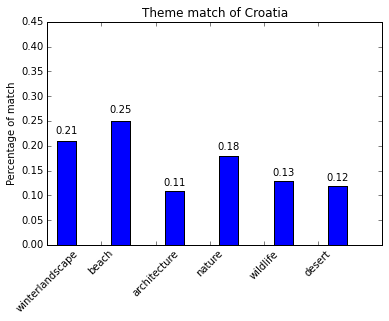 Theme match of Croatia
Percentage of match
0.45
0.40
0.35
0.30
0.25
0.20
0.15
0.10
0.05
0.00
0.21
0.25
0.11
0.18
0.13
0.12
winterlandscape
beach
architecture
nature
wildlife
desert